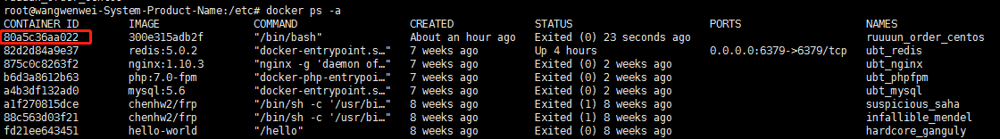 root@wangwenwei-System-Product-Name:/etc# docker ps -a
CONTAINER ID IMAGE COMMAND CREATED STATUS PORTS NAMES
80a5c36aa022 300e315adb2f "/bin/bash" About an hour ago Exited (0) 23 seconds ago ruuuun_order_centos
82d2d84a9e37 redis:5.0.2 "docker-entrypoint.s…" 7 weeks ago Up 4 hours 0.0.0.0:6379->6379/tcp ubt_redis
875c0c8263f2 nginx:1.10.3 "nginx -g 'daemon of…" 7 weeks ago Exited (0) 2 weeks ago ubt_nginx
b6d3a8612b63 php:7.0-fpm "docker-php-entrypoi…" 7 weeks ago Exited (0) 2 weeks ago ubt_phpfpm
a4b3df132ad0 mysql:5.6 "docker-entrypoint.s…" 7 weeks ago Exited (0) 2 weeks ago ubt_mysql
a1f270815dce chenhw2/frp "/bin/sh -c '/usr/bi…" 8 weeks ago Exited (1) 8 weeks ago suspicious_saha
88c563d03f21 chenhw2/frp "/bin/sh -c '/usr/bi…" 8 weeks ago Exited (1) 8 weeks ago infallible_mendel
fd21ee643451 hello-world "/hello" 8 weeks ago Exited (0) 8 weeks ago hardcore_ganguly